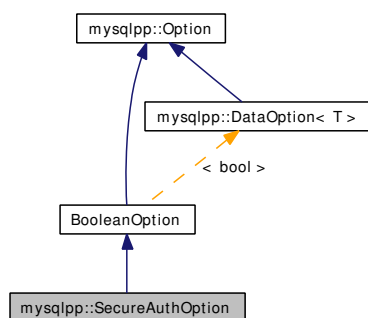 mysqlpp::Option
mysqlpp::DataOption< T >
< bool >
BooleanOption
mysqlpp::SecureAuthOption